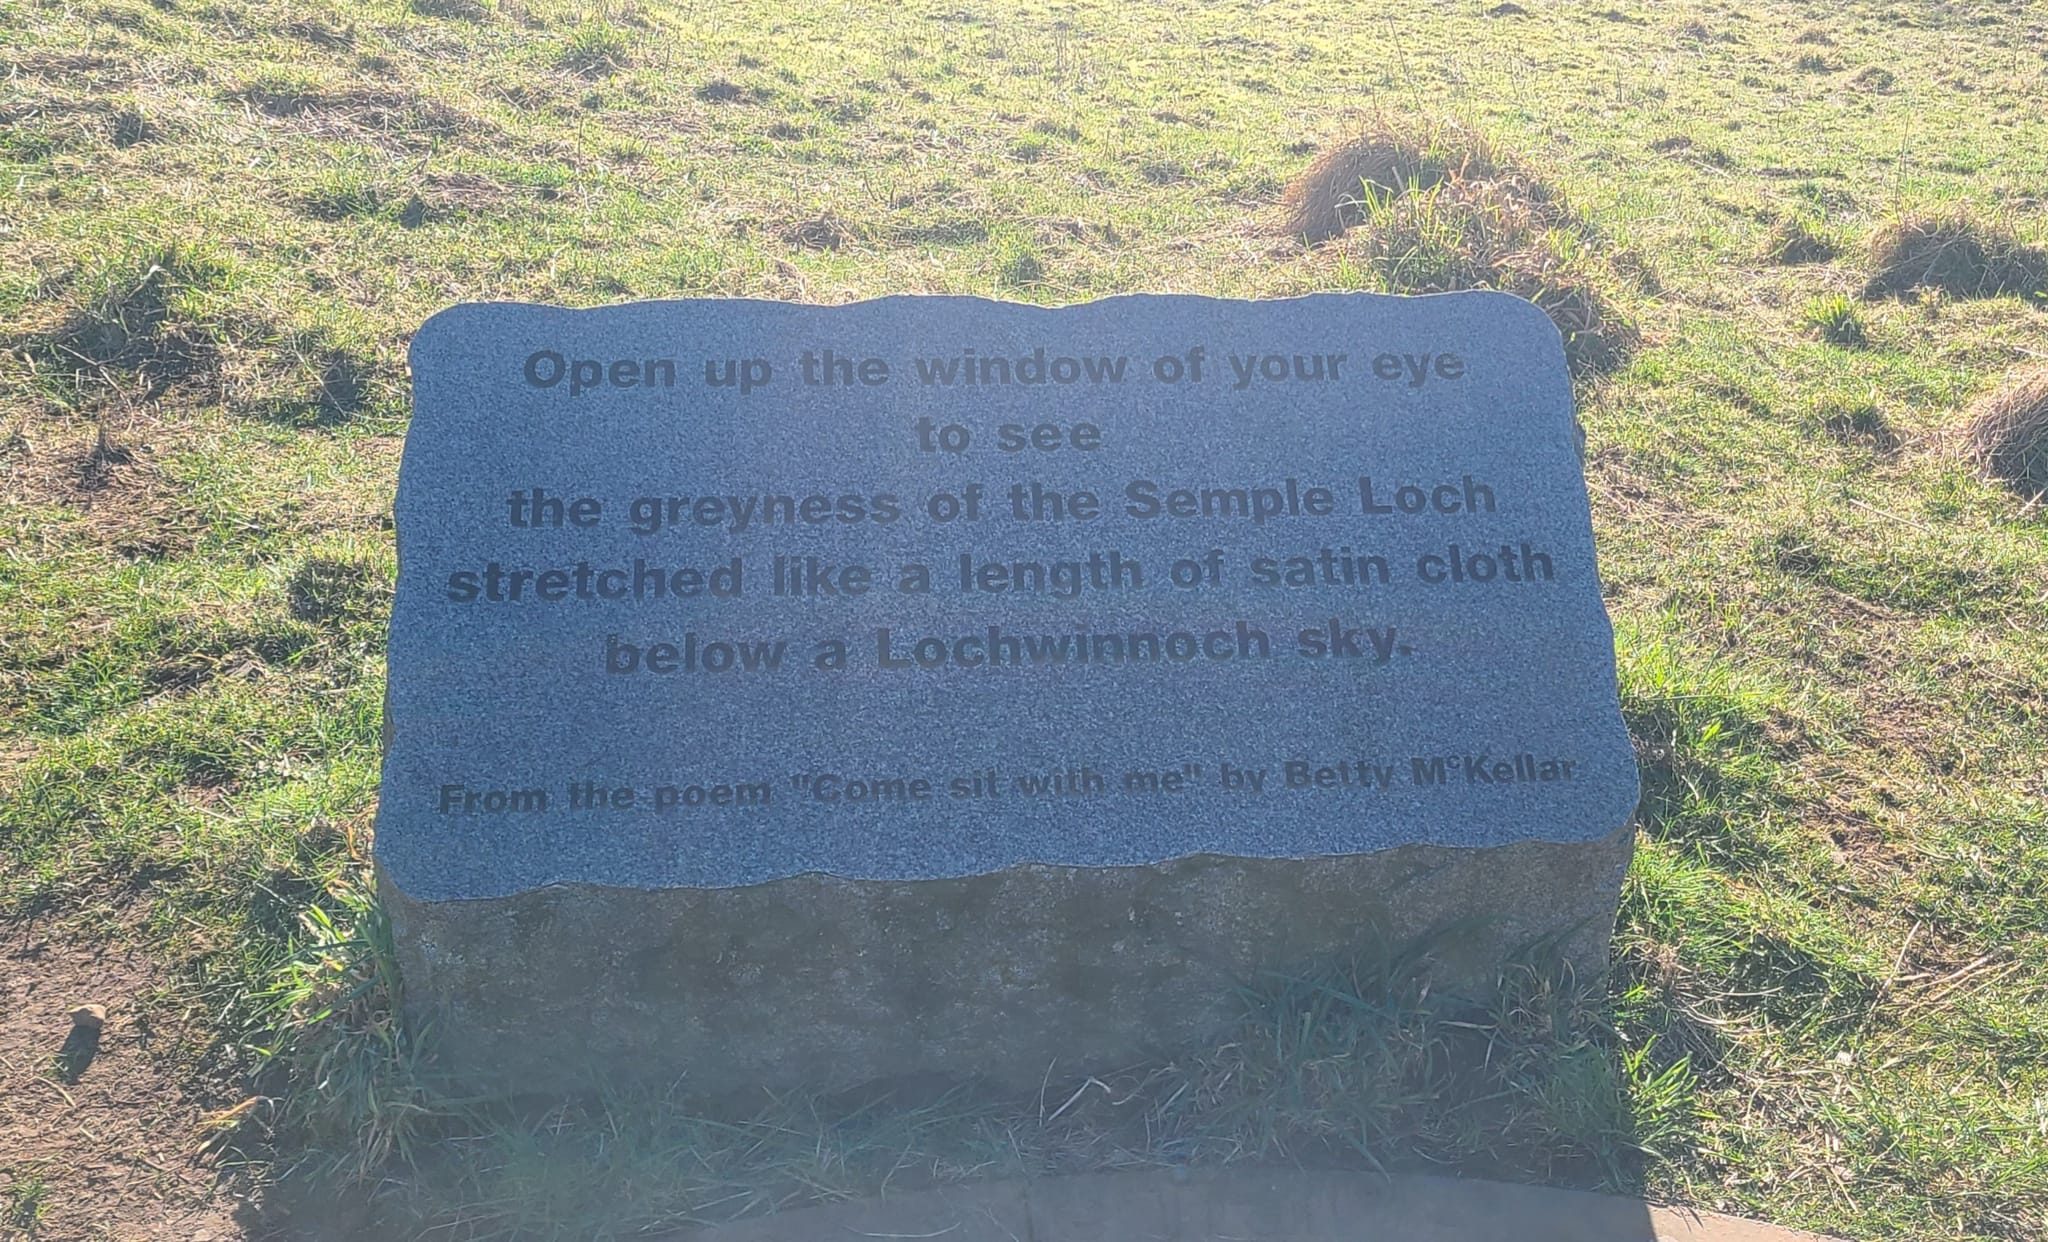 Open up the window of your eye
to see
the greyness of the Semple Loch
stretched like a length of satin cloth
below a Lochwinnoch sky.
From the poem "Come sit with me" by Betty McKellar